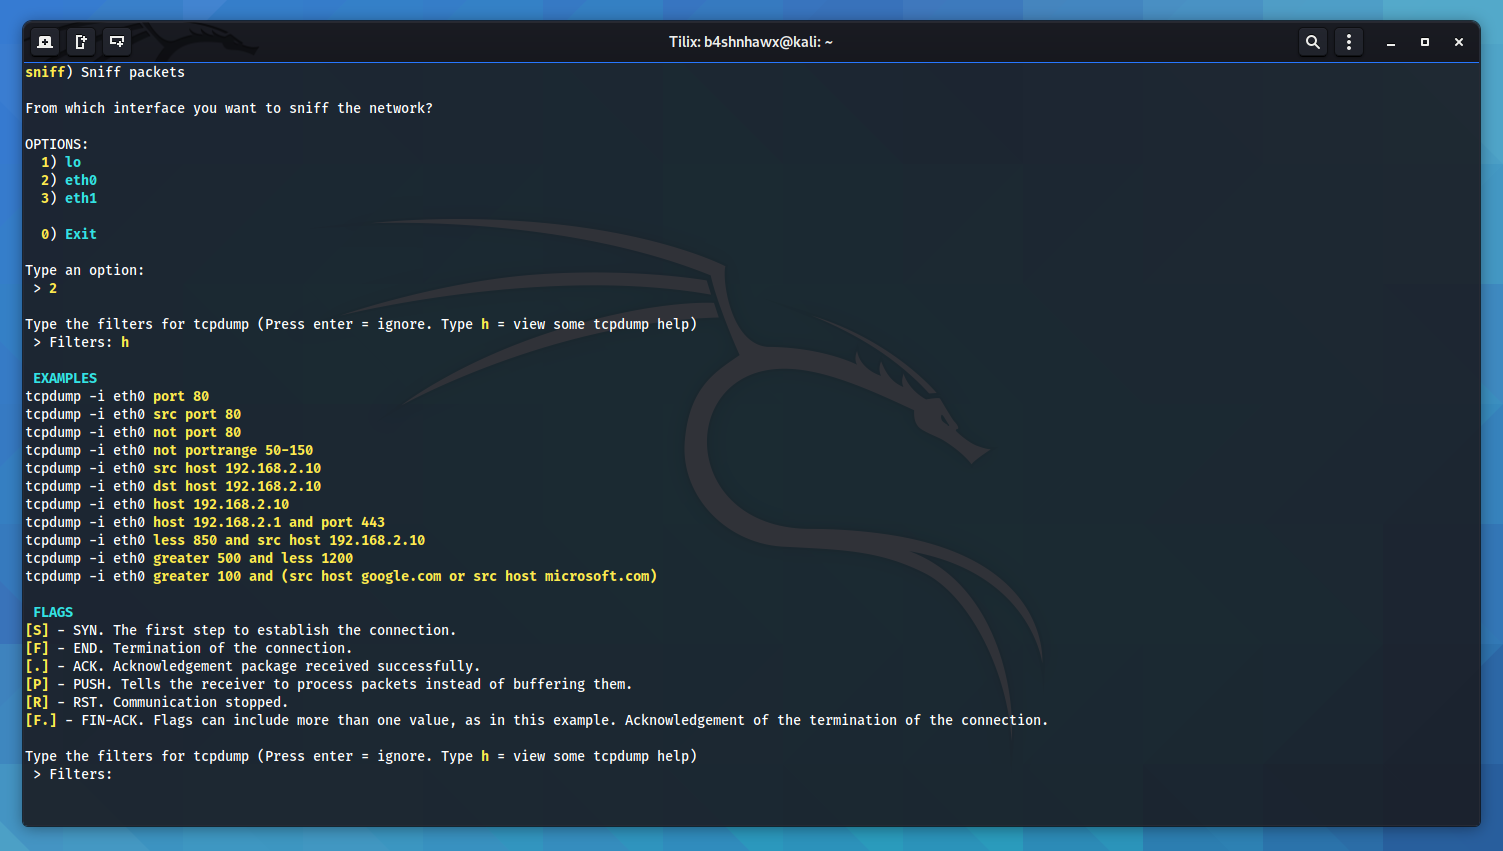 Tilix: b4shnhawx@kali: ~
sniff) Sniff packets
From which interface you want to sniff the network?
OPTIONS:
1) lo
2) eth0
3) eth1
0) Exit
Type an option:
> 2
Type the filters for tcpdump (Press enter = ignore. Type h = view some tcpdump help)
> Filters: h
EXAMPLES
tcpdump -i eth0 port 80
tcpdump -i eth0 src port 80
tcpdump -i eth0 not port 80
tcpdump -i eth0 not portrange 50-150
tcpdump -i eth0 src host 192.168.2.10
tcpdump -i eth0 dst host 192.168.2.10
tcpdump -i eth0 host 192.168.2.10
tcpdump -i eth0 host 192.168.2.1 and port 443
tcpdump -i eth0 less 850 and src host 192.168.2.10
tcpdump -i eth0 greater 500 and less 1200
tcpdump -i eth0 greater 100 and (src host google.com or src host microsoft.com)
FLAGS
[S] - SYN. The first step to establish the connection.
[F] - END. Termination of the connection.
[.] - ACK. Acknowledgement package received successfully.
[P] - PUSH. Tells the receiver to process packets instead of buffering them.
[R] - RST. Communication stopped.
[F.] - FIN-ACK. Flags can include more than one value, as in this example. Acknowledgement of the termination of the connection.
Type the filters for tcpdump (Press enter = ignore. Type h = view some tcpdump help)
> Filters: